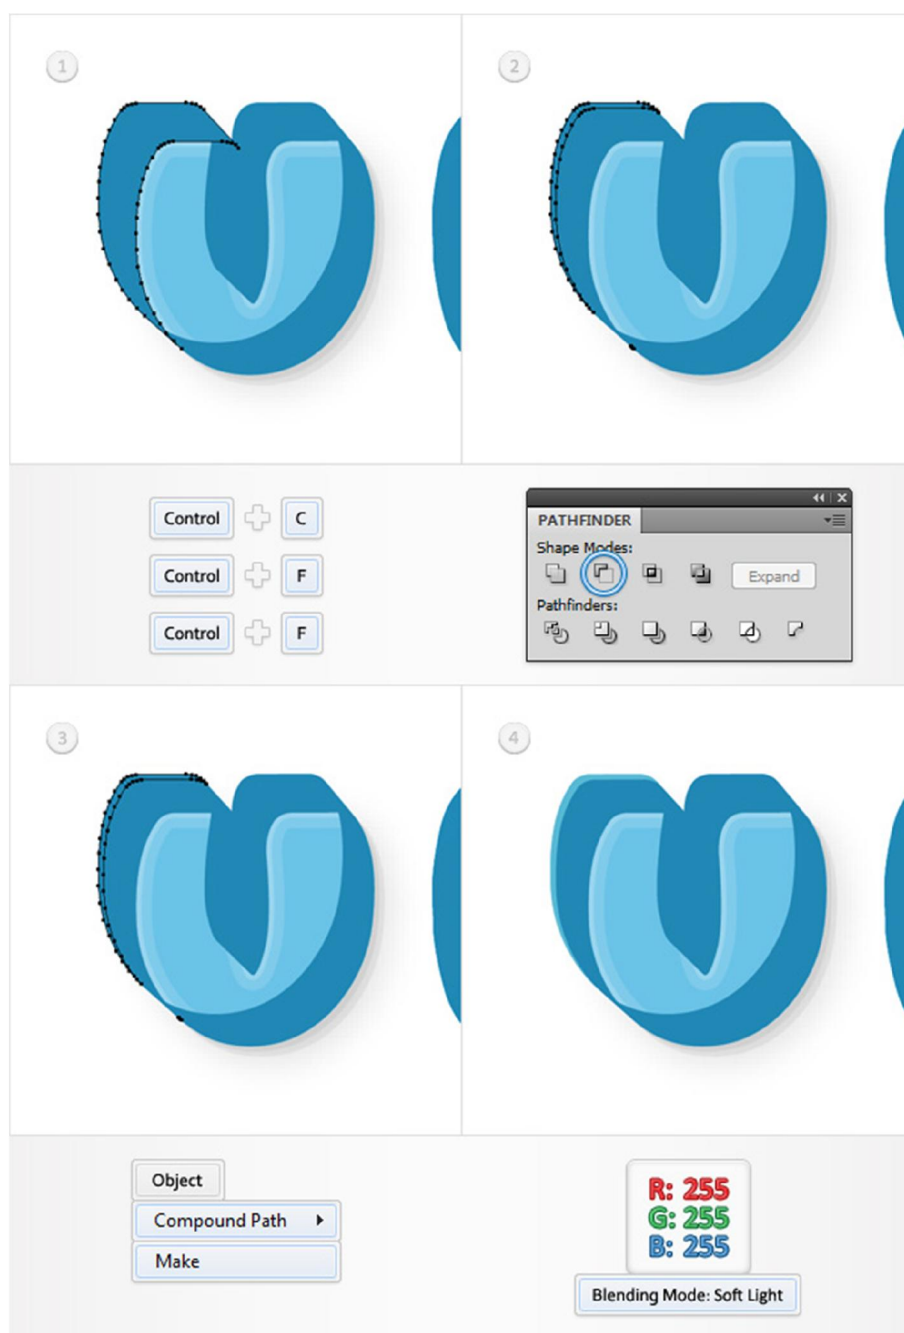 1
2
Control + C
Control + F
Control + F
PATHFINDER
Shape Modes:
Expand
Pathfinders:
3
4
Object
Compound Path
Make
R: 255
G: 255
B: 255
Blending Mode: Soft Light